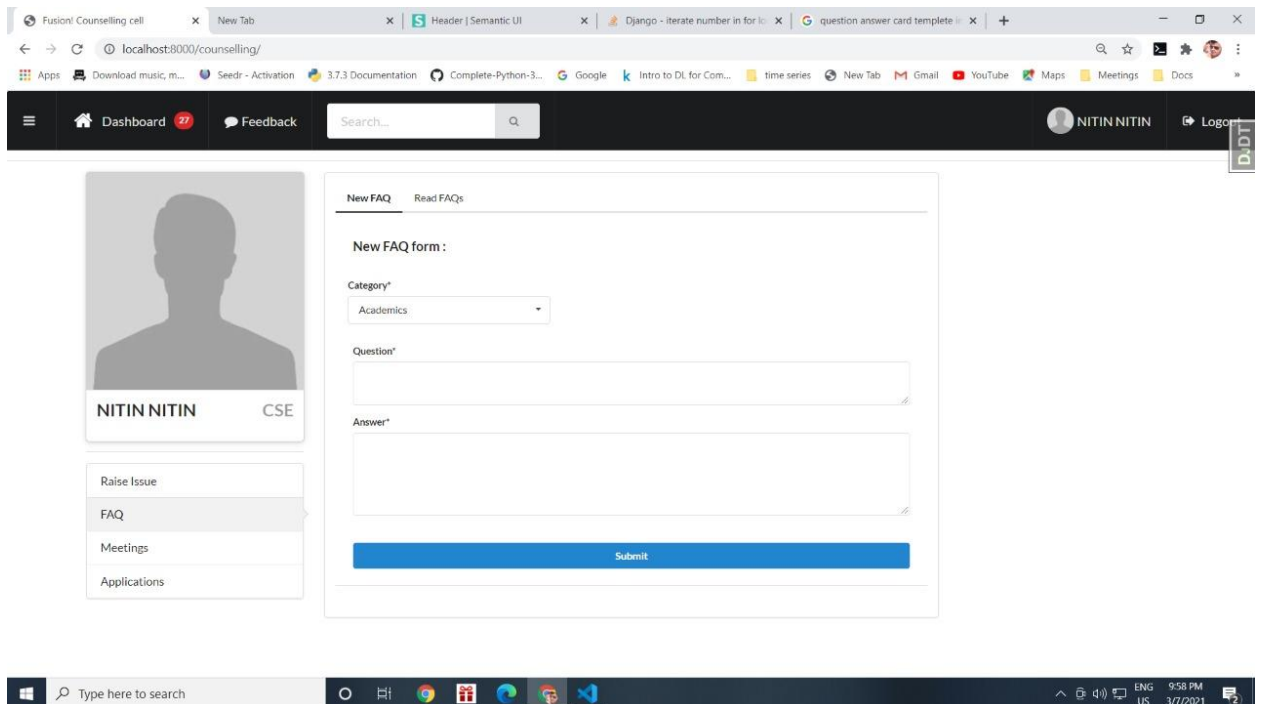 Fusion! Counselling cell New Tab Header | Semantic UI Django - iterate number in for lo question answer card templete in
localhost:8000/counselling/
Apps Download music, m... Seedr - Activation 3.7.3 Documentation Complete-Python-3... Google Intro to DL for Com... time series New Tab Gmail YouTube Maps Meetings Docs »
Dashboard 27 Feedback Search... NITIN NITIN Logout
DJDT
New FAQ Read FAQs
New FAQ form :
Category*
Academics
Question*
Answer*
Submit
NITIN NITIN CSE
Raise Issue
FAQ
Meetings
Applications
Type here to search ENG 9:58 PM
US 3/7/2021 2